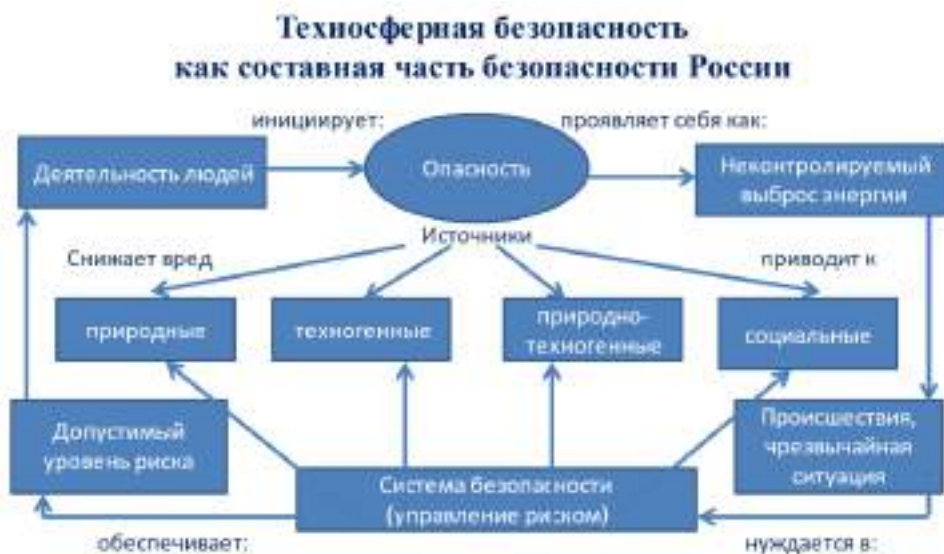 Техносферная безопасность
как составная часть безопасности России
инициирует:
проявляет себя как:
Деятельность людей
Опасность
Неконтролируемый
выброс энергии
Источники
Снижает вред
приводит к
природные
техногенные
природно-
техногенные
социальные
Допустимый
уровень риска
Система безопасности
(управление риском)
Происшествия,
чрезвычайная
ситуация
обеспечивает:
нуждается в: